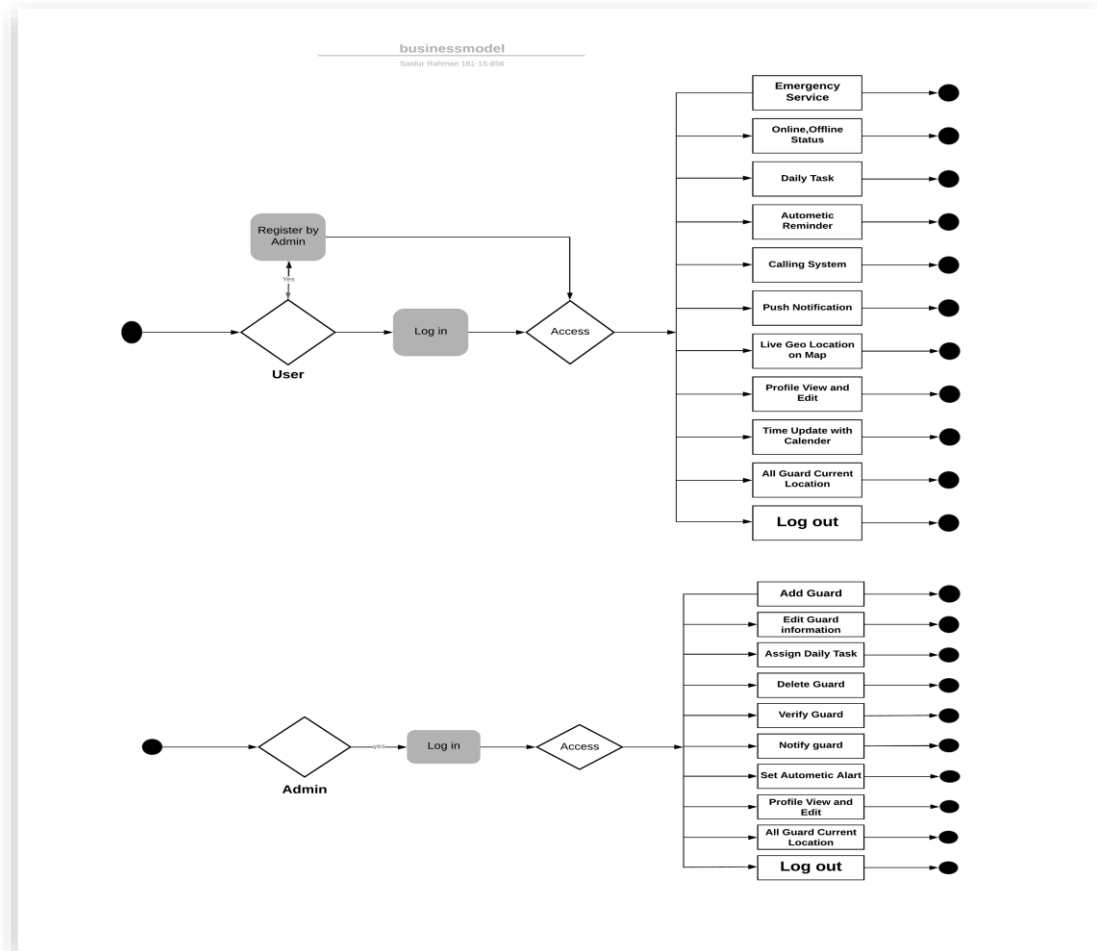 businessmodel
Saidur Rahman 161-15-856
Emergency
Service
Online,Offline
Status
Daily Task
Autometic
Reminder
Calling System
Push Notification
Live Geo Location
on Map
Profile View and
Edit
Time Update with
Calender
All Guard Current
Location
Log out
Register by
Admin
Yes
Log in
Access
User
Add Guard
Edit Guard
information
Assign Daily Task
Delete Guard
Verify Guard
Notify guard
Set Autometic Alart
Profile View and
Edit
All Guard Current
Location
Log out
yes
Log in
Access
Admin